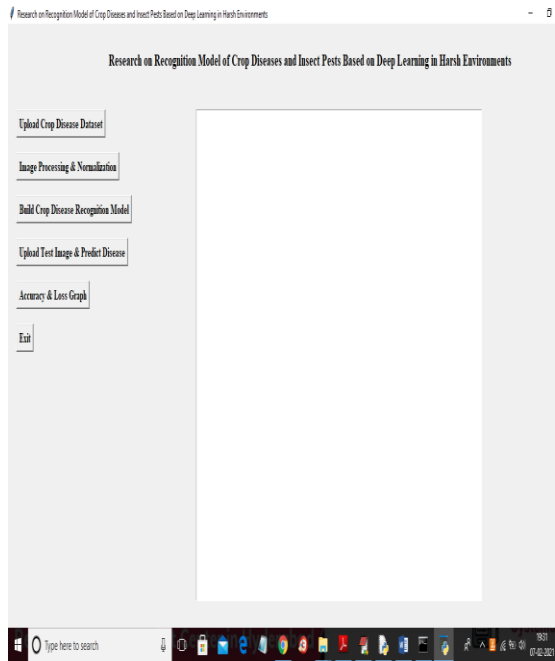 Research on Recognition Model of Crop Diseases and Insect Pests Based on Deep Learning in Harsh Environments
Research on Recognition Model of Crop Diseases and Insect Pests Based on Deep Learning in Harsh Environments
Upload Crop Disease Dataset
Image Processing & Normalization
Build Crop Disease Recognition Model
Upload Test Image & Predict Disease
Accuracy & Loss Graph
Exit
Type here to search
19:31
07-02-2021